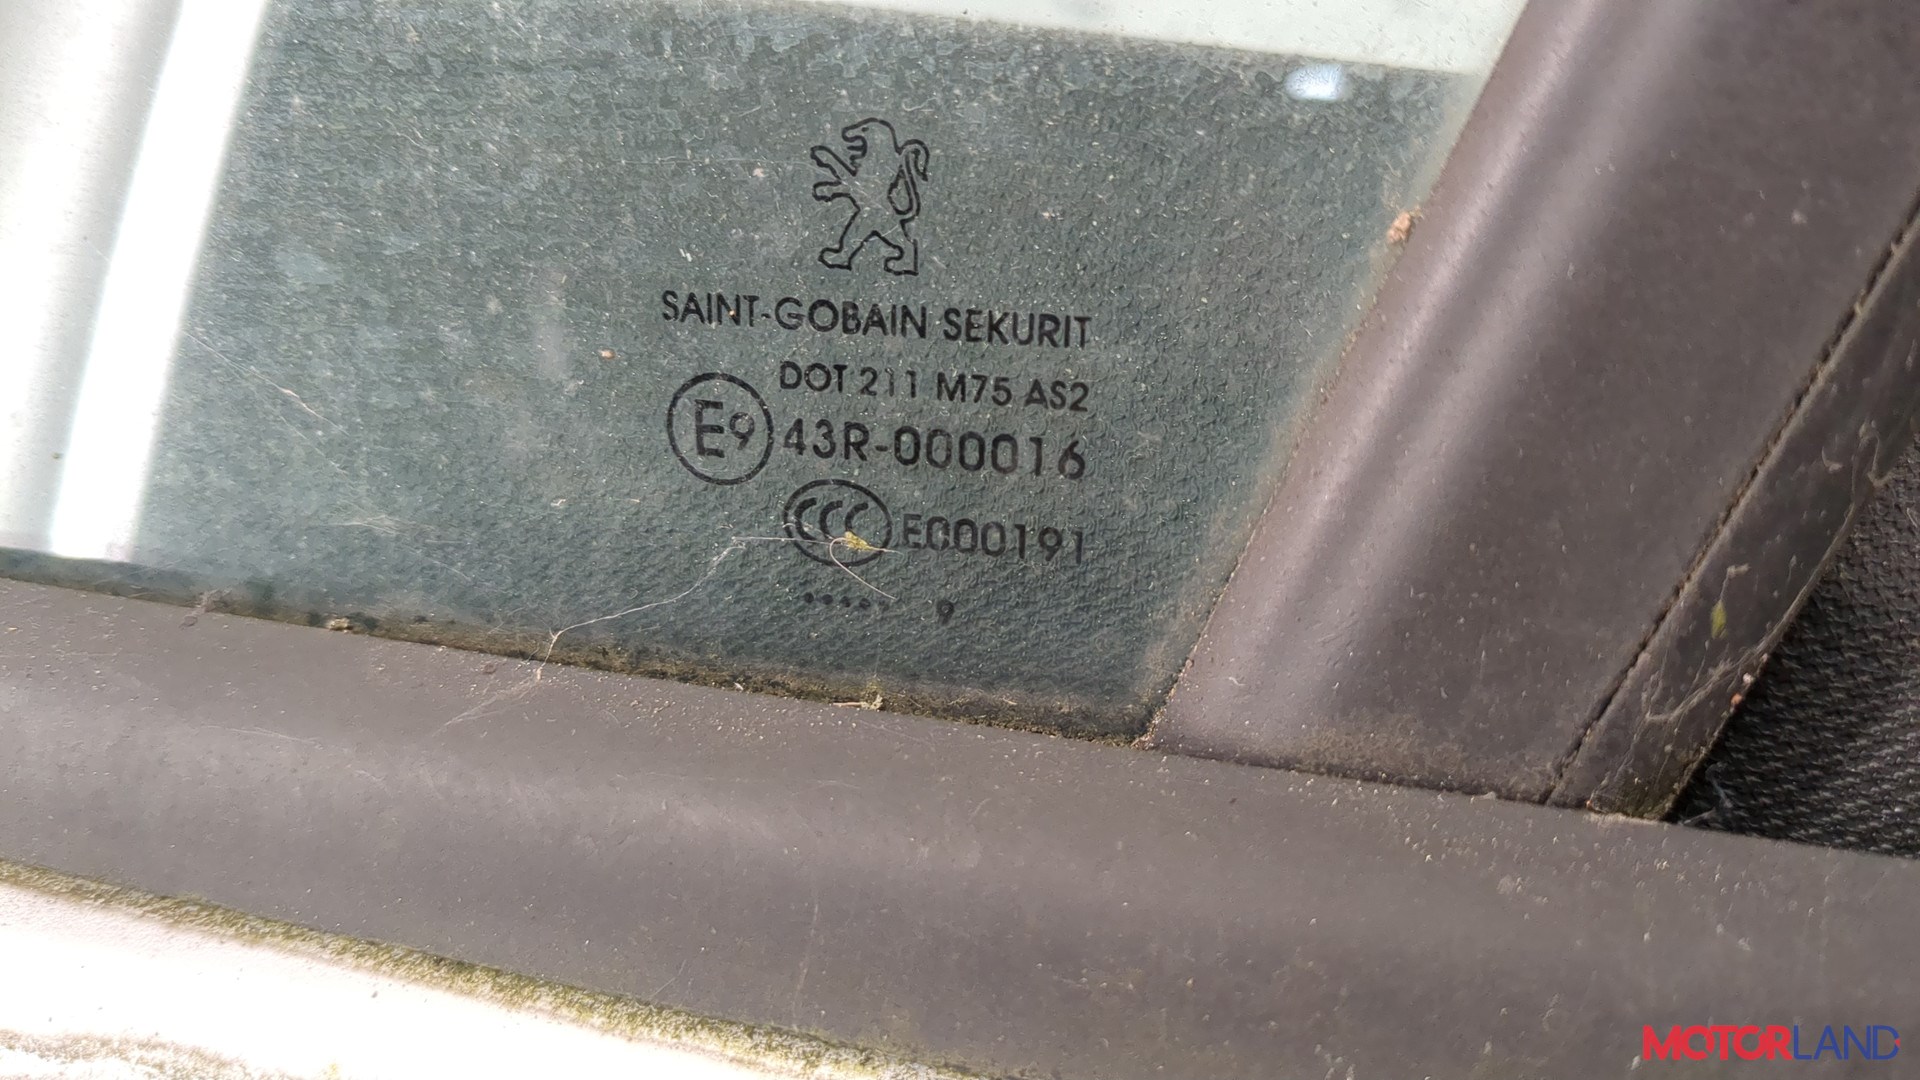 SAINT-GOBAIN SEKURIT
DOT 211 M75 AS2
E9 43R-000016
CCC E000191
••••• 9
MOTORLAND